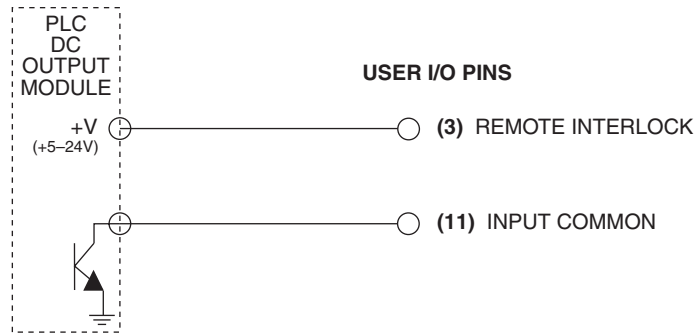 PLC
DC
OUTPUT
MODULE
USER I/O PINS
+V
(+5–24V)
(3) REMOTE INTERLOCK
(11) INPUT COMMON